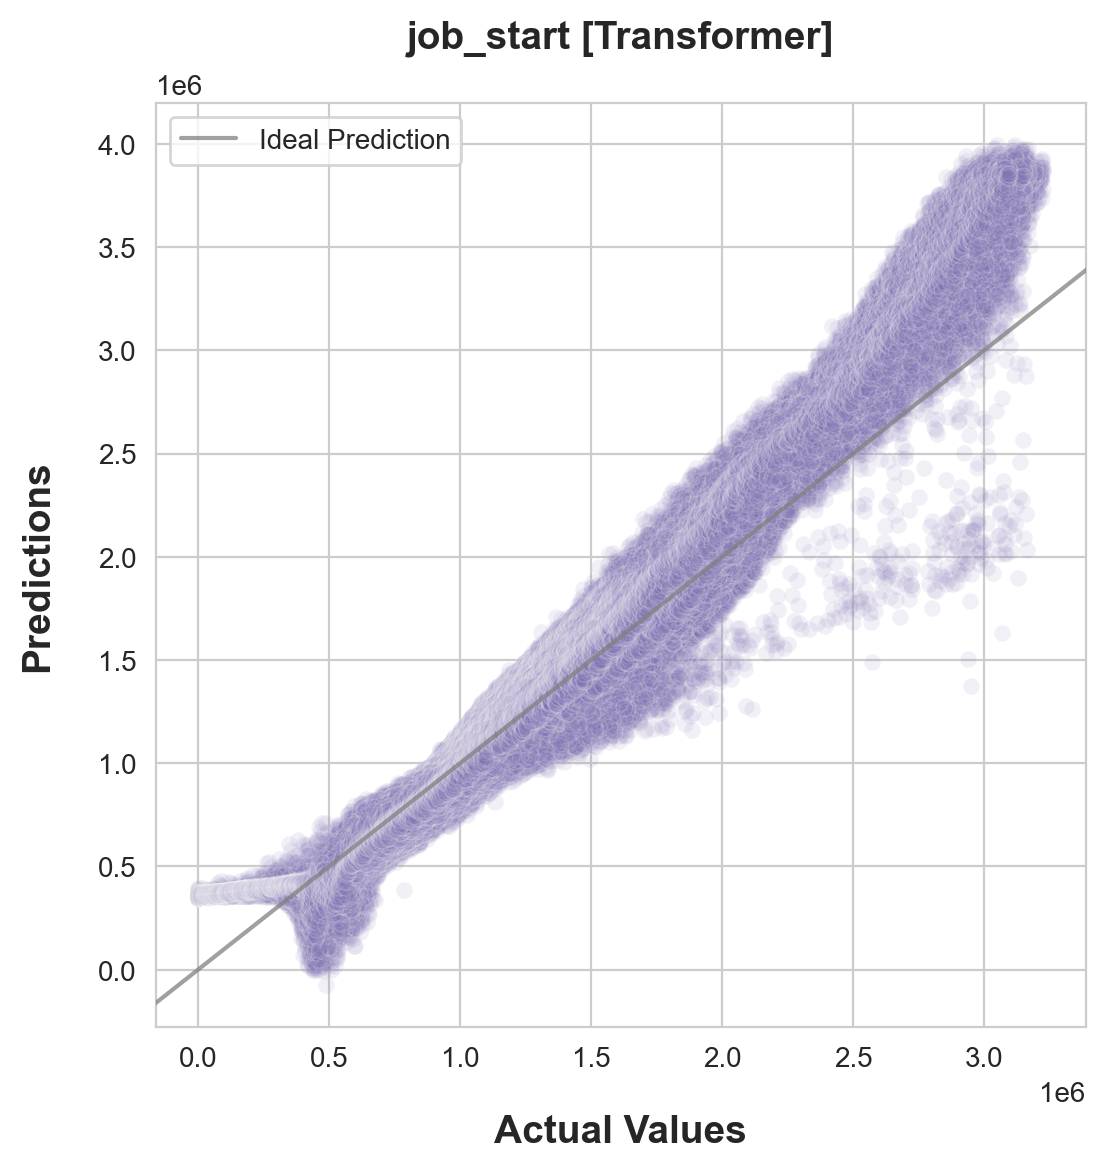 job_start [Transformer]
1e6
Ideal Prediction
4.0
3.5
3.0
2.5
2.0
1.5
1.0
0.5
0.0
Predictions
0.0 0.5 1.0 1.5 2.0 2.5 3.0
1e6
Actual Values